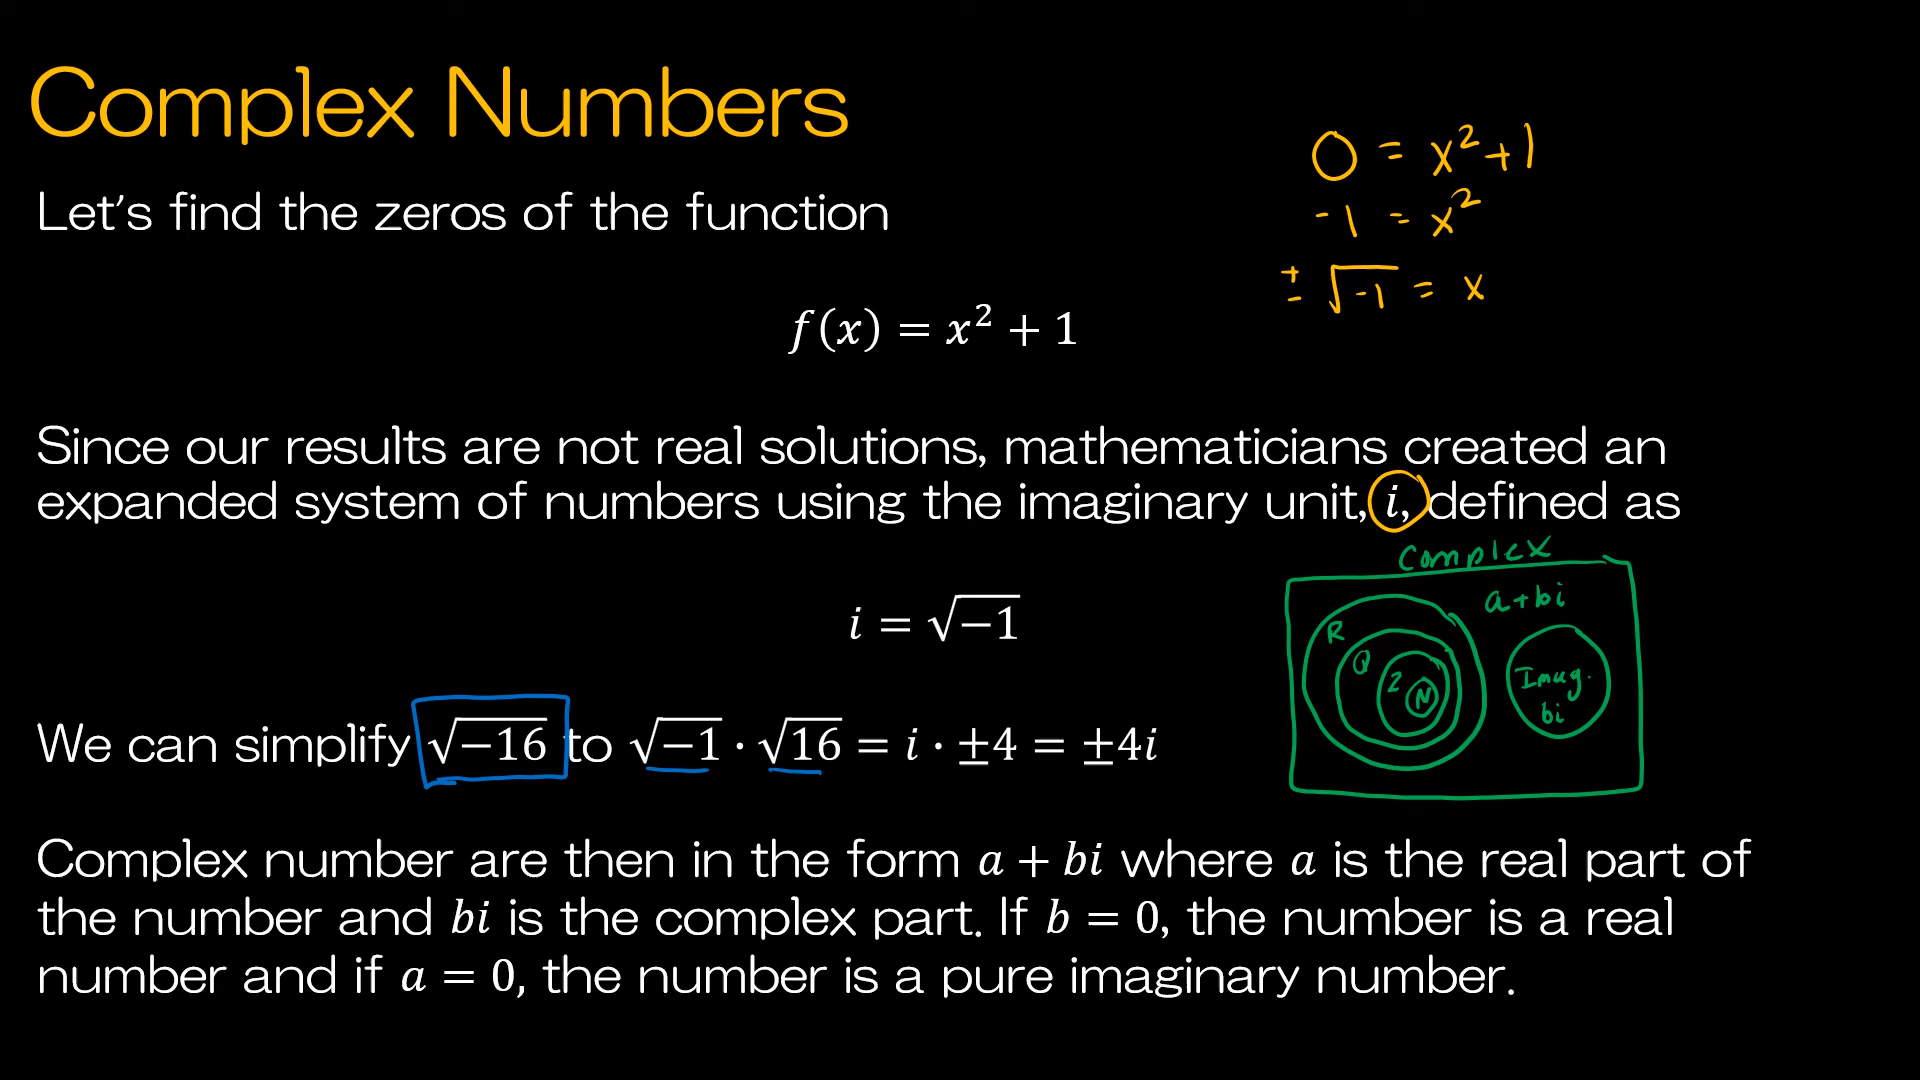 Complex Numbers
Let's find the zeros of the function
f(x) = x² + 1
0 = x² + 1
-1 = x²
± √-1 = x
Since our results are not real solutions, mathematicians created an
expanded system of numbers using the imaginary unit, i, defined as
i = √−1
Complex
a+bi
R
Q
Z
N
Imag.
bi
We can simplify √−16 to √−1 · √16 = i · ±4 = ±4i
Complex number are then in the form a + bi where a is the real part of
the number and bi is the complex part. If b = 0, the number is a real
number and if a = 0, the number is a pure imaginary number.